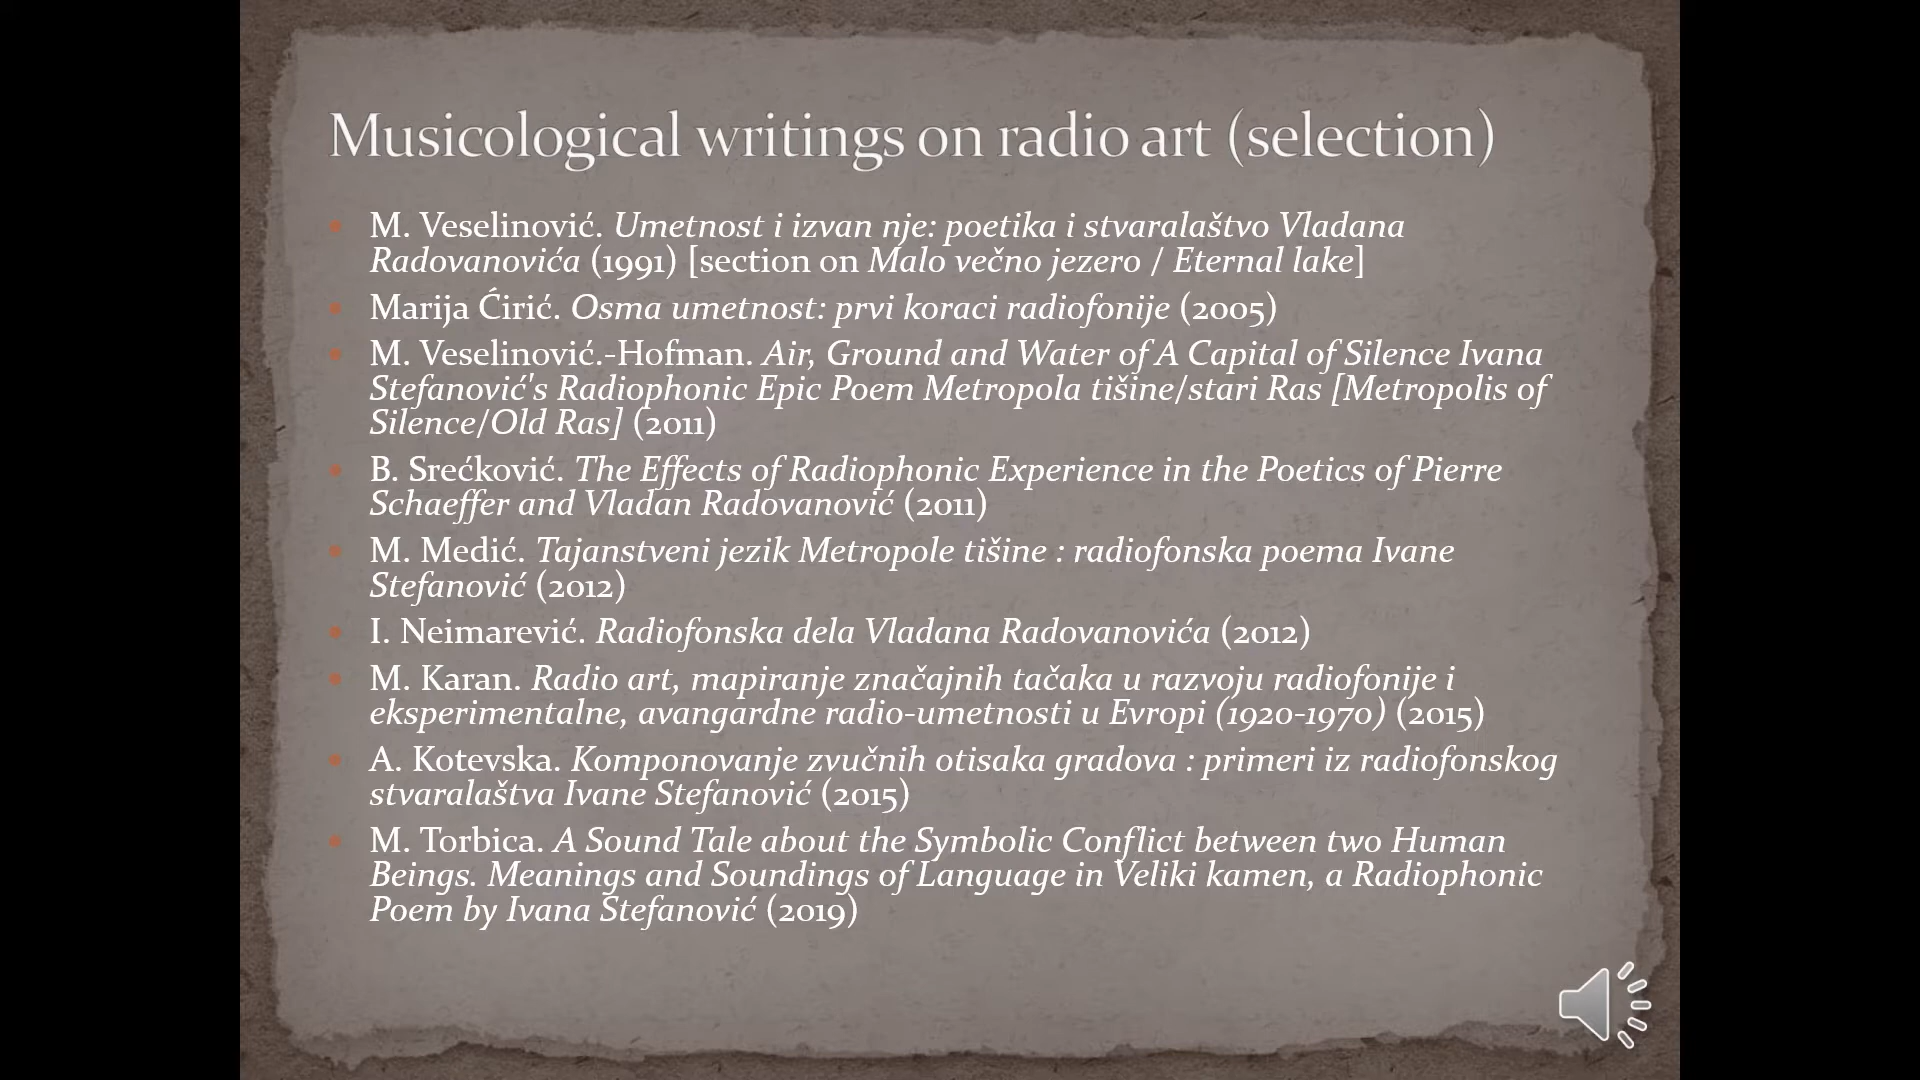 Musicological writings on radio art (selection)
M. Veselinović. Umetnost i izvan nje: poetika i stvaralaštvo Vladana
Radovanovića (1991) [section on Malo večno jezero / Eternal lake]
Marija Ćirić. Osma umetnost: prvi koraci radiofonije (2005)
M. Veselinović.-Hofman. Air, Ground and Water of A Capital of Silence Ivana
Stefanović's Radiophonic Epic Poem Metropola tišine/stari Ras [Metropolis of
Silence/Old Ras] (2011)
B. Srećković. The Effects of Radiophonic Experience in the Poetics of Pierre
Schaeffer and Vladan Radovanović (2011)
M. Medić. Tajanstveni jezik Metropole tišine : radiofonska poema Ivane
Stefanović (2012)
I. Neimarević. Radiofonska dela Vladana Radovanovića (2012)
M. Karan. Radio art, mapiranje značajnih tačaka u razvoju radiofonije i
eksperimentalne, avangardne radio-umetnosti u Evropi (1920-1970) (2015)
A. Kotevska. Komponovanje zvučnih otisaka gradova : primeri iz radiofonskog
stvaralaštva Ivane Stefanović (2015)
M. Torbica. A Sound Tale about the Symbolic Conflict between two Human
Beings. Meanings and Soundings of Language in Veliki kamen, a Radiophonic
Poem by Ivana Stefanović (2019)